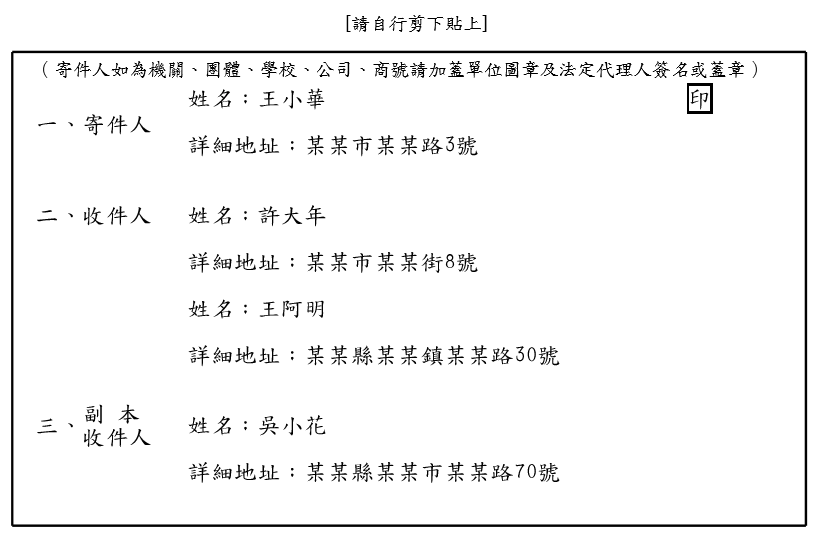 [請自行剪下貼上]
（寄件人如為機關、團體、學校、公司、商號請加蓋單位圖章及法定代理人簽名或蓋章）
姓名：王小華 印
一、寄件人
詳細地址：某某市某某路3號
二、收件人 姓名：許大年
詳細地址：某某市某某街8號
姓名：王阿明
詳細地址：某某縣某某鎮某某路30號
三、副本收件人 姓名：吳小花
詳細地址：某某縣某某市某某路70號